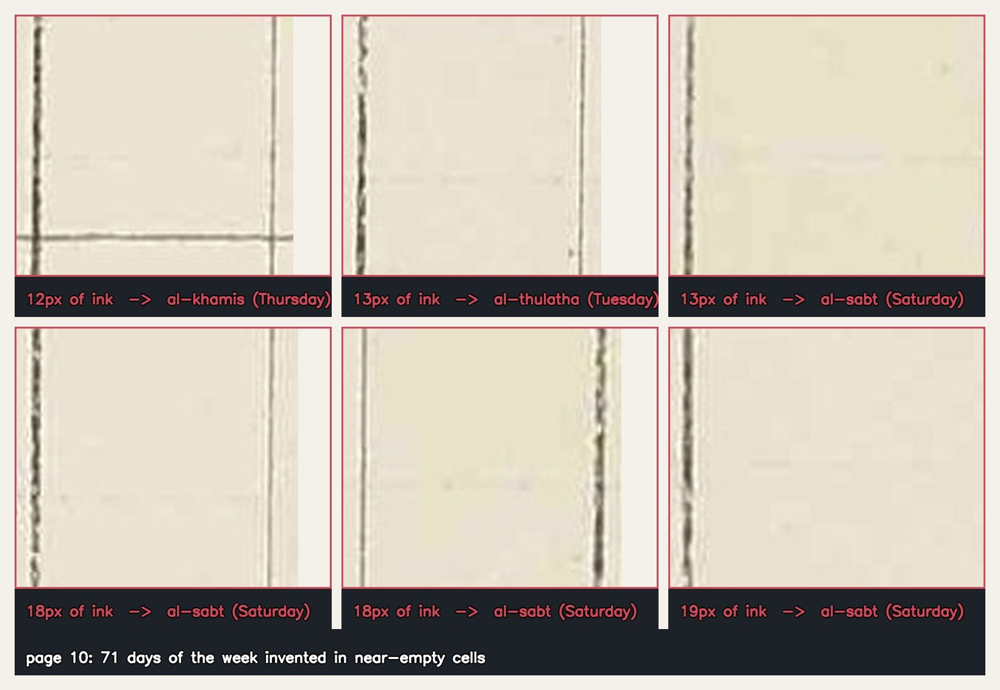 12px of ink -> al-khamis (Thursday)
13px of ink -> al-thulatha (Tuesday)
13px of ink -> al-sabt (Saturday)
18px of ink -> al-sabt (Saturday)
18px of ink -> al-sabt (Saturday)
19px of ink -> al-sabt (Saturday)
page 10: 71 days of the week invented in near-empty cells